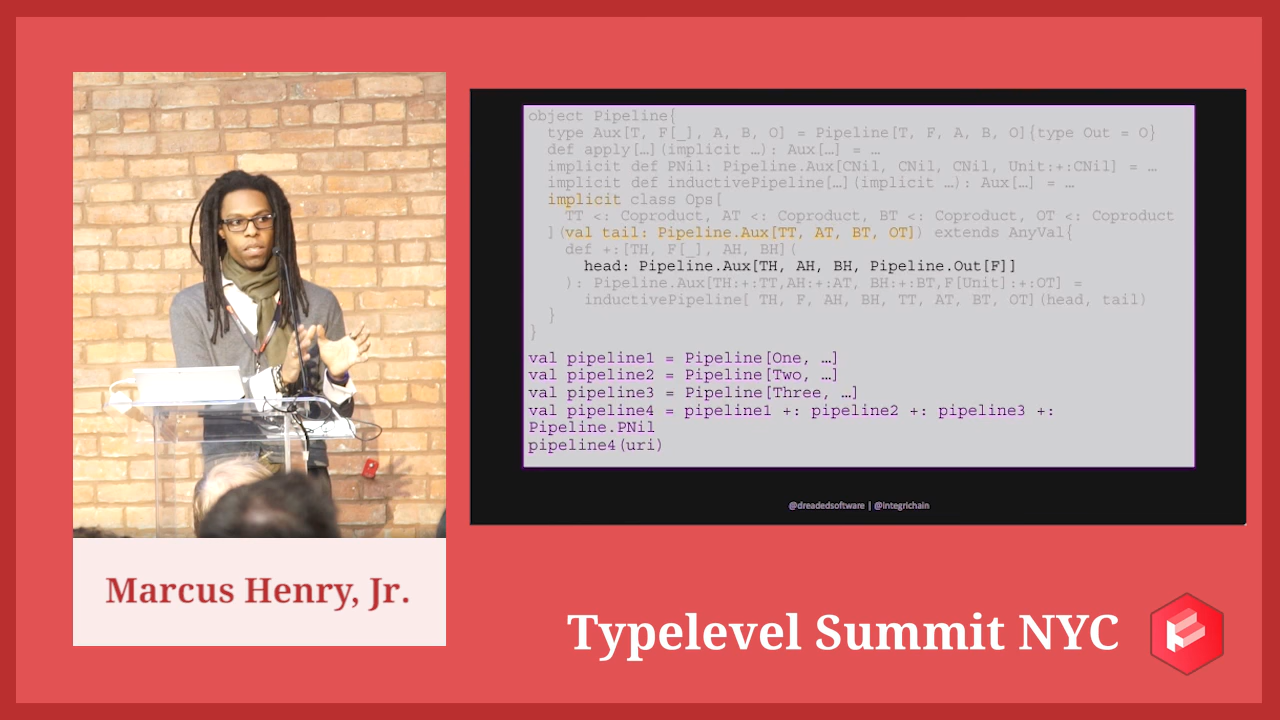 object Pipeline{
type Aux[T, F[_], A, B, O] = Pipeline[T, F, A, B, O]{type Out = O}
def apply[…](implicit …): Aux[…] = …
implicit def PNil: Pipeline.Aux[CNil, CNil, CNil, Unit:+:CNil] = …
implicit def inductivePipeline[…](implicit …): Aux[…] = …
implicit class Ops[
TT <: Coproduct, AT <: Coproduct, BT <: Coproduct, OT <: Coproduct
](val tail: Pipeline.Aux[TT, AT, BT, OT]) extends AnyVal{
def +:[TH, F[_], AH, BH](
head: Pipeline.Aux[TH, AH, BH, Pipeline.Out[F]]
): Pipeline.Aux[TH:+:TT,AH:+:AT, BH:+:BT,F[Unit]:+:OT] =
inductivePipeline[ TH, F, AH, BH, TT, AT, BT, OT](head, tail)
}
}
val pipeline1 = Pipeline[One, …]
val pipeline2 = Pipeline[Two, …]
val pipeline3 = Pipeline[Three, …]
val pipeline4 = pipeline1 +: pipeline2 +: pipeline3 +:
Pipeline.PNil
pipeline4(uri)
@dreadedsoftware | @integrichain
Marcus Henry, Jr.
Typelevel Summit NYC